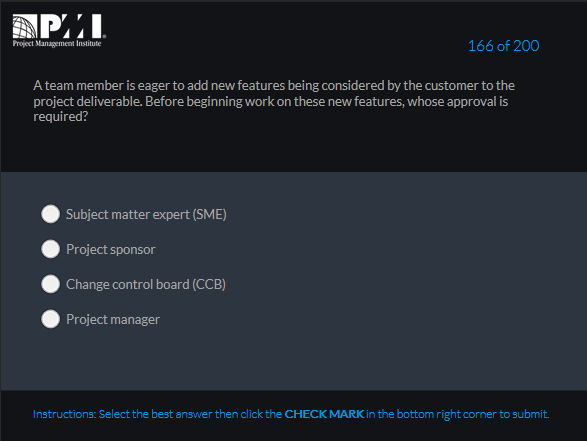 PMI
Project Management Institute
166 of 200
A team member is eager to add new features being considered by the customer to the
project deliverable. Before beginning work on these new features, whose approval is
required?
Subject matter expert (SME)
Project sponsor
Change control board (CCB)
Project manager
Instructions: Select the best answer then click the CHECK MARK in the bottom right corner to submit.